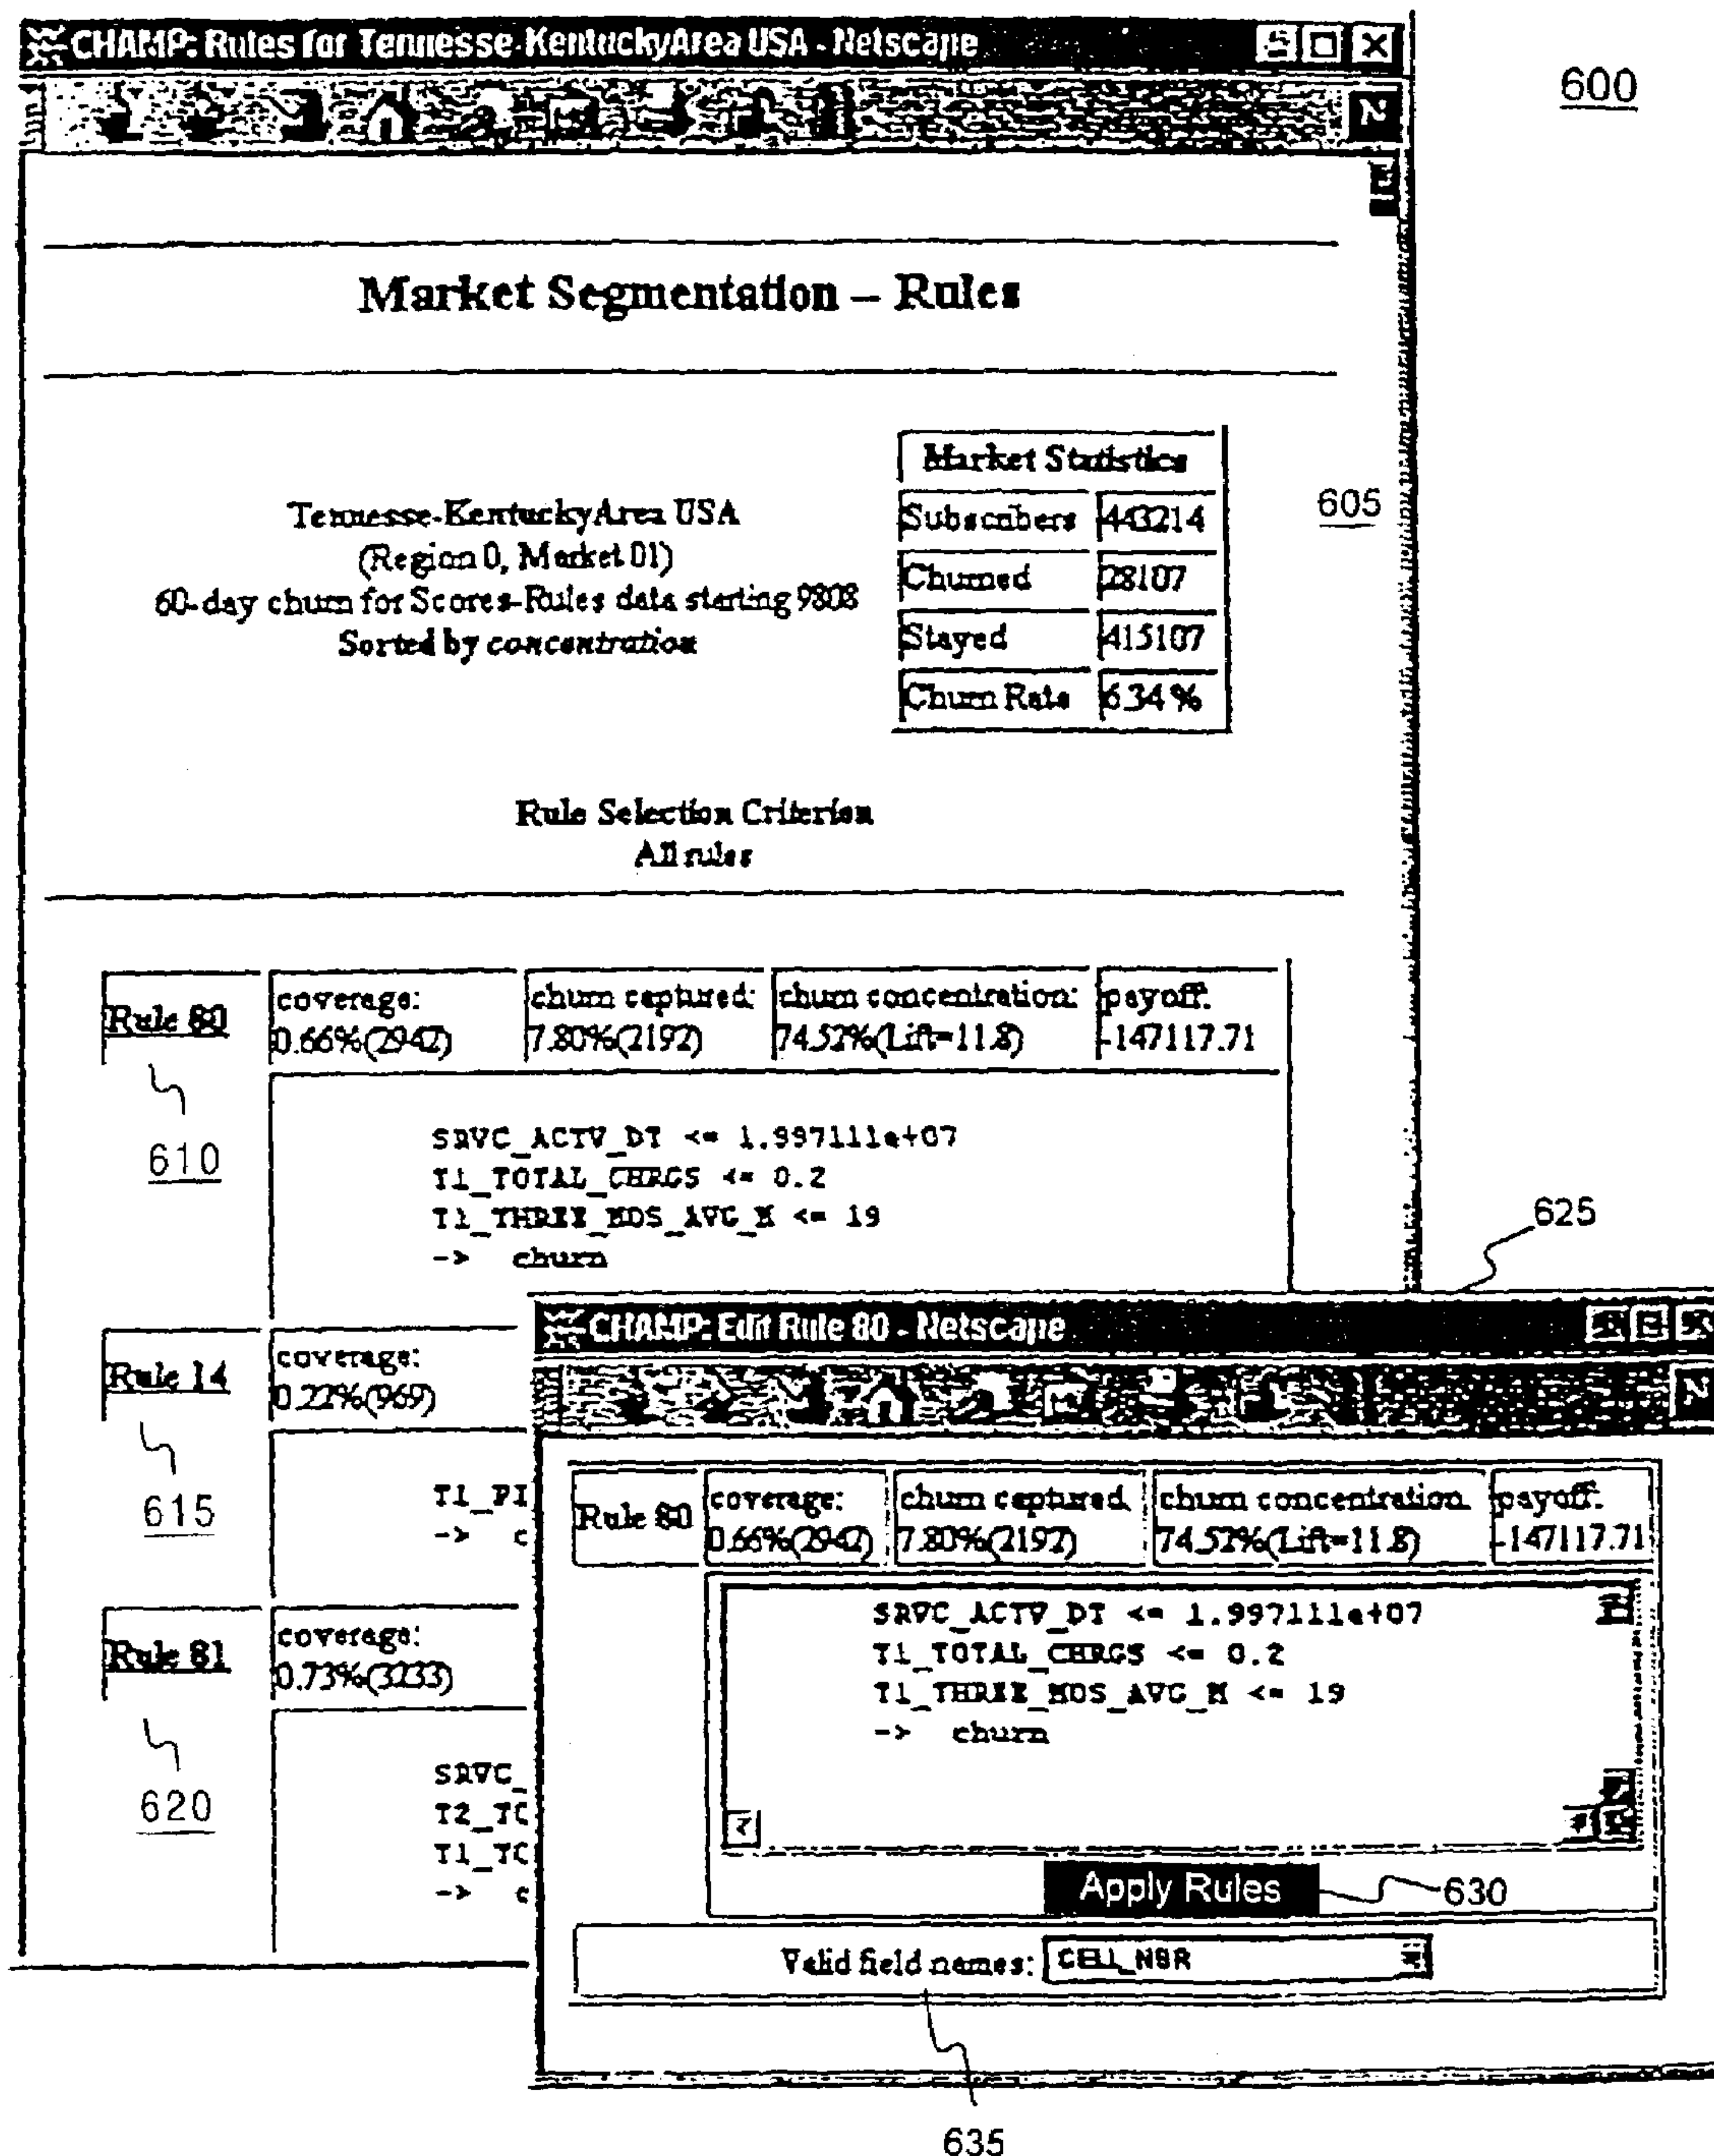 CHAMP: Rules for Tennesse-KentuckyArea USA - Netscape
600
Market Segmentation – Rules
Tennesse-KentuckyArea USA
(Region 0, Market 01)
60-day churn for Scores-Rules data starting 9808
Sorted by concentration
Market Statistics
Subscribers 443214
Churned 28107
Stayed 415107
Churn Rate 6.34 %
605
Rule Selection Criterion
All rules
Rule 80 coverage: churn captured: churn concentration: payoff:
0.66%(2942) 7.80%(2192) 74.52%(Lift=11.8) -147117.71
610
SRVC_ACTV_DT <= 1.997111e+07
T1_TOTAL_CHRGS <= 0.2
T1_THREE_MOS_AVG_M <= 19
-> churn
625
Rule 14 coverage:
0.22%(969)
615
T1_PI
-> c
Rule 81 coverage:
0.73%(3233)
620
SRVC_
T2_TO
T1_TO
-> c
CHAMP: Edit Rule 80 - Netscape
Rule 80 coverage: churn captured. churn concentration. payoff:
0.66%(2942) 7.80%(2192) 74.52%(Lift=11.8) -147117.71
SRVC_ACTV_DT <= 1.997111e+07
T1_TOTAL_CHRGS <= 0.2
T1_THREE_MOS_AVG_M <= 19
-> churn
Apply Rules
630
Valid field names: CELL_NBR
635